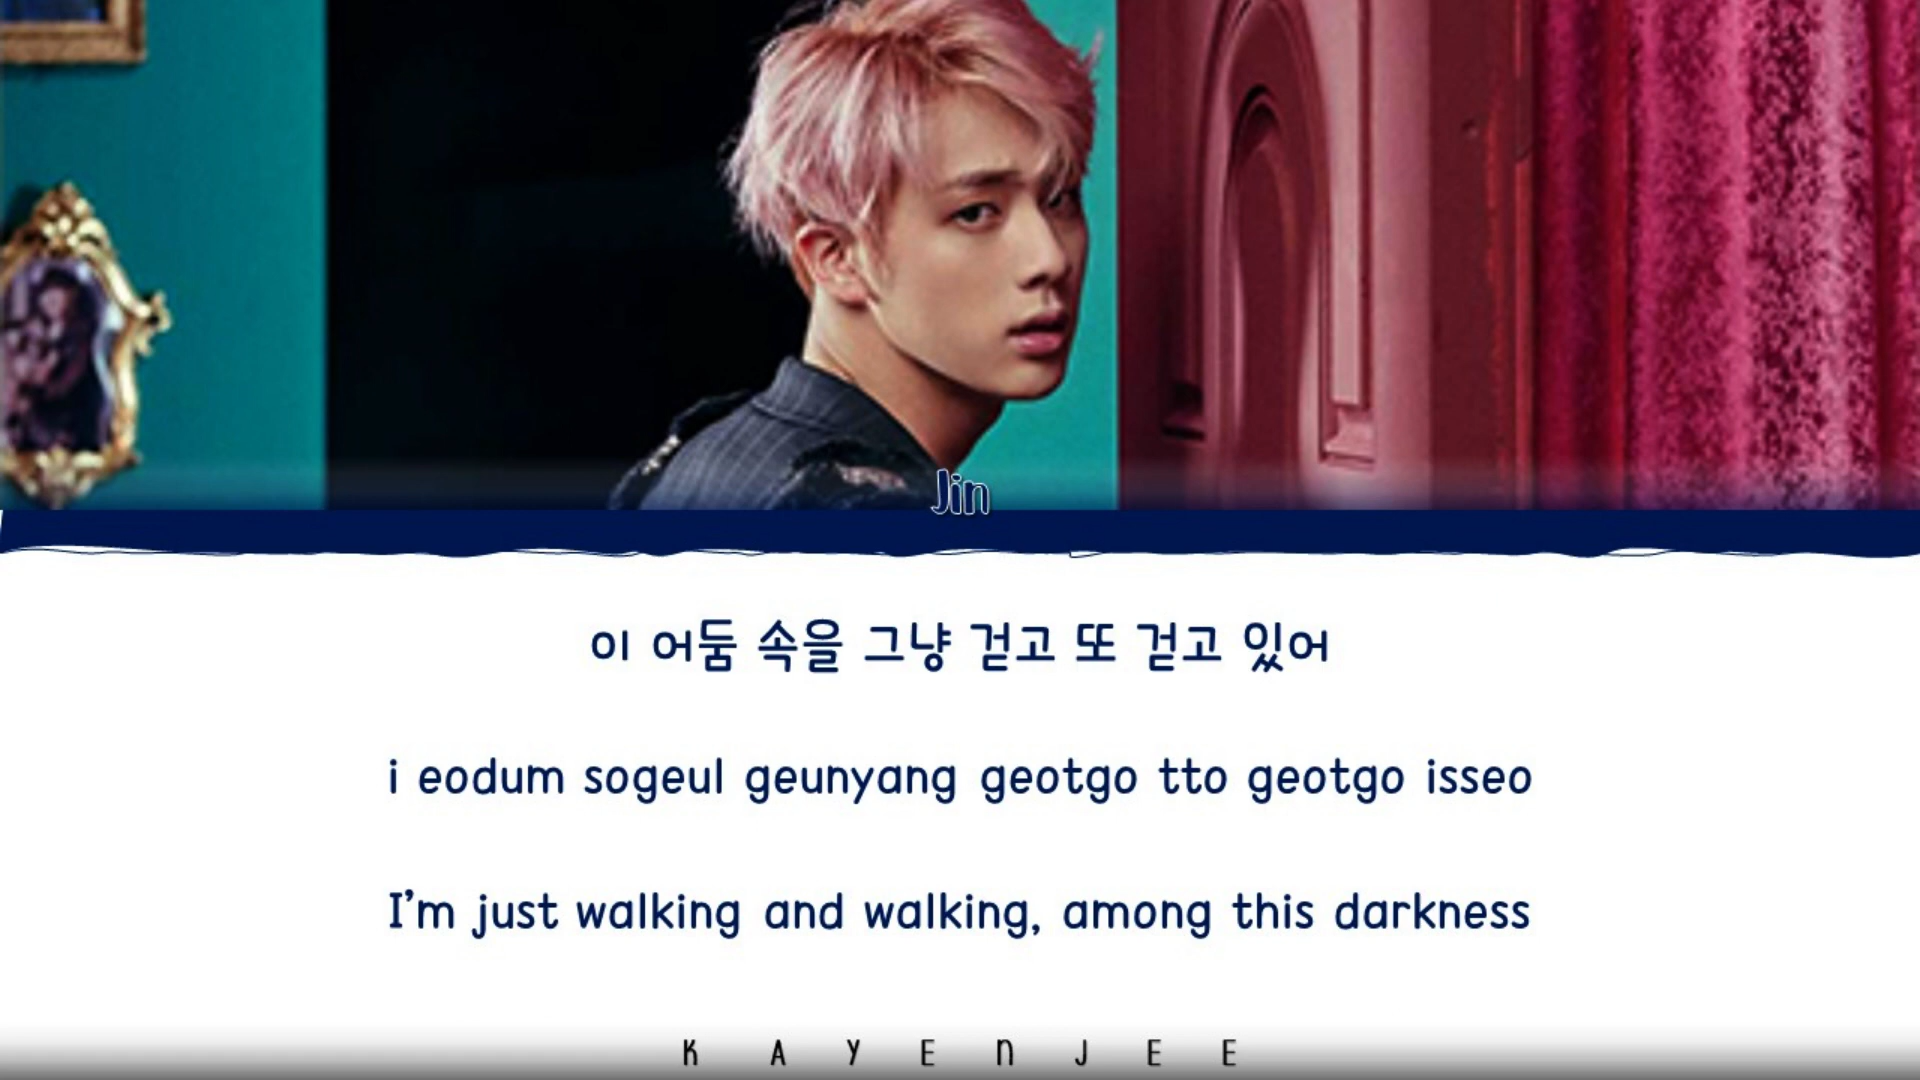 Jin
이 어둠 속을 그냥 걷고 또 걷고 있어
i eodum sogeul geunyang geotgo tto geotgo isseo
I'm just walking and walking, among this darkness
KAYENJEE